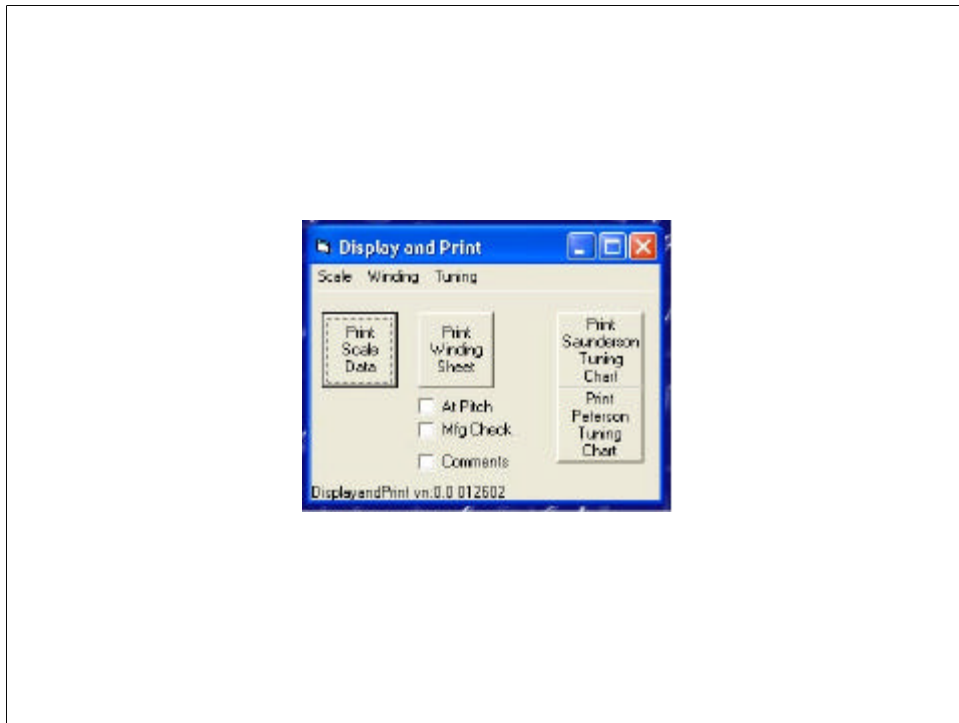 Display and Print
Scale Winding Tuning
Print
Scale
Data
Print
Winding
Sheet
At Pitch
Mfg Check
Comments
Print
Saunderson
Tuning
Chart
Print
Peterson
Tuning
Chart
DisplayandPrint vn:0.0 012602